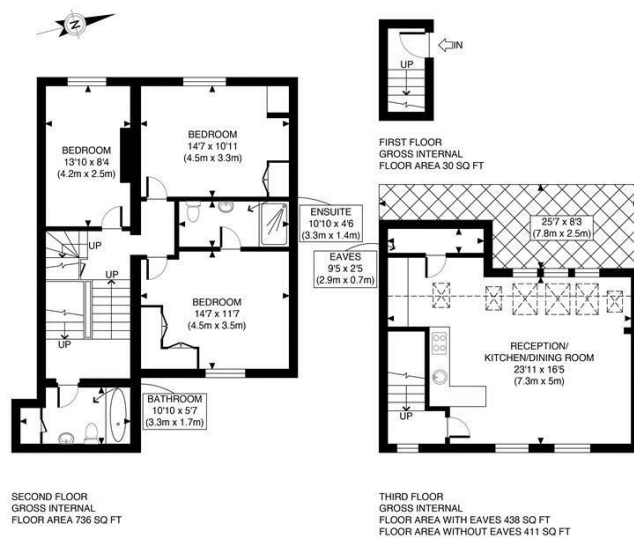 N
IN
UP
FIRST FLOOR
GROSS INTERNAL
FLOOR AREA 30 SQ FT
BEDROOM
13'10 x 8'4
(4.2m x 2.5m)
BEDROOM
14'7 x 10'11
(4.5m x 3.3m)
ENSUITE
10'10 x 4'6
(3.3m x 1.4m)
UP
UP
UP
BEDROOM
14'7 x 11'7
(4.5m x 3.5m)
BATHROOM
10'10 x 5'7
(3.3m x 1.7m)
SECOND FLOOR
GROSS INTERNAL
FLOOR AREA 736 SQ FT
25'7 x 8'3
(7.8m x 2.5m)
EAVES
9'5 x 2'5
(2.9m x 0.7m)
RECEPTION/
KITCHEN/DINING ROOM
23'11 x 16'5
(7.3m x 5m)
UP
THIRD FLOOR
GROSS INTERNAL
FLOOR AREA WITH EAVES 438 SQ FT
FLOOR AREA WITHOUT EAVES 411 SQ FT